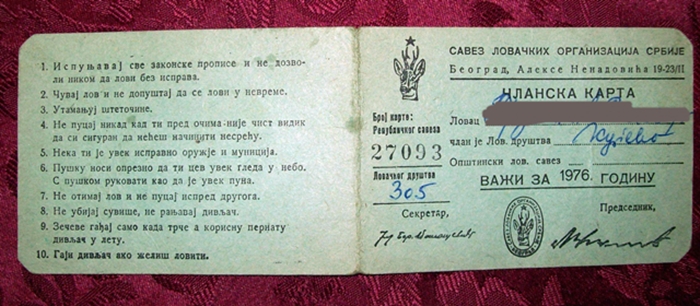 1. Испуњавај све законске прописе и не дозво-
ли ником да лови без исправа.
2. Чувај лов и не допуштај да се лови у невреме.
3. Утамањуј штеточине.
4. Не пуцај никад кад ти пред очима није чист видик
да си сигуран да нећеш начинити несрећу.
5. Нека ти је увек исправно оружје и муниција.
6. Пушку носи опрезно да ти цев увек гледа у небо.
С пушком руковати као да је увек пуна.
7. Не отимај лов и не пуцај испред другога.
8. Не убијај сувише, не рањавај дивљач.
9. Зечеве гађај само када трче а корисну пернату
дивљач у лету.
10. Гаји дивљач ако желиш ловити.
САВЕЗ ЛОВАЧКИХ ОРГАНИЗАЦИЈА СРБИЈЕ
Београд, Алексе Ненадовића 19-23/II
ЧЛАНСКА КАРТА
Број карте:
Републичког савеза
27093
Ловачког друштва
305
Ловац
члан је Лов. друштва
Општински лов. савез
ВАЖИ ЗА 1976. ГОДИНУ
Секретар,
Председник,